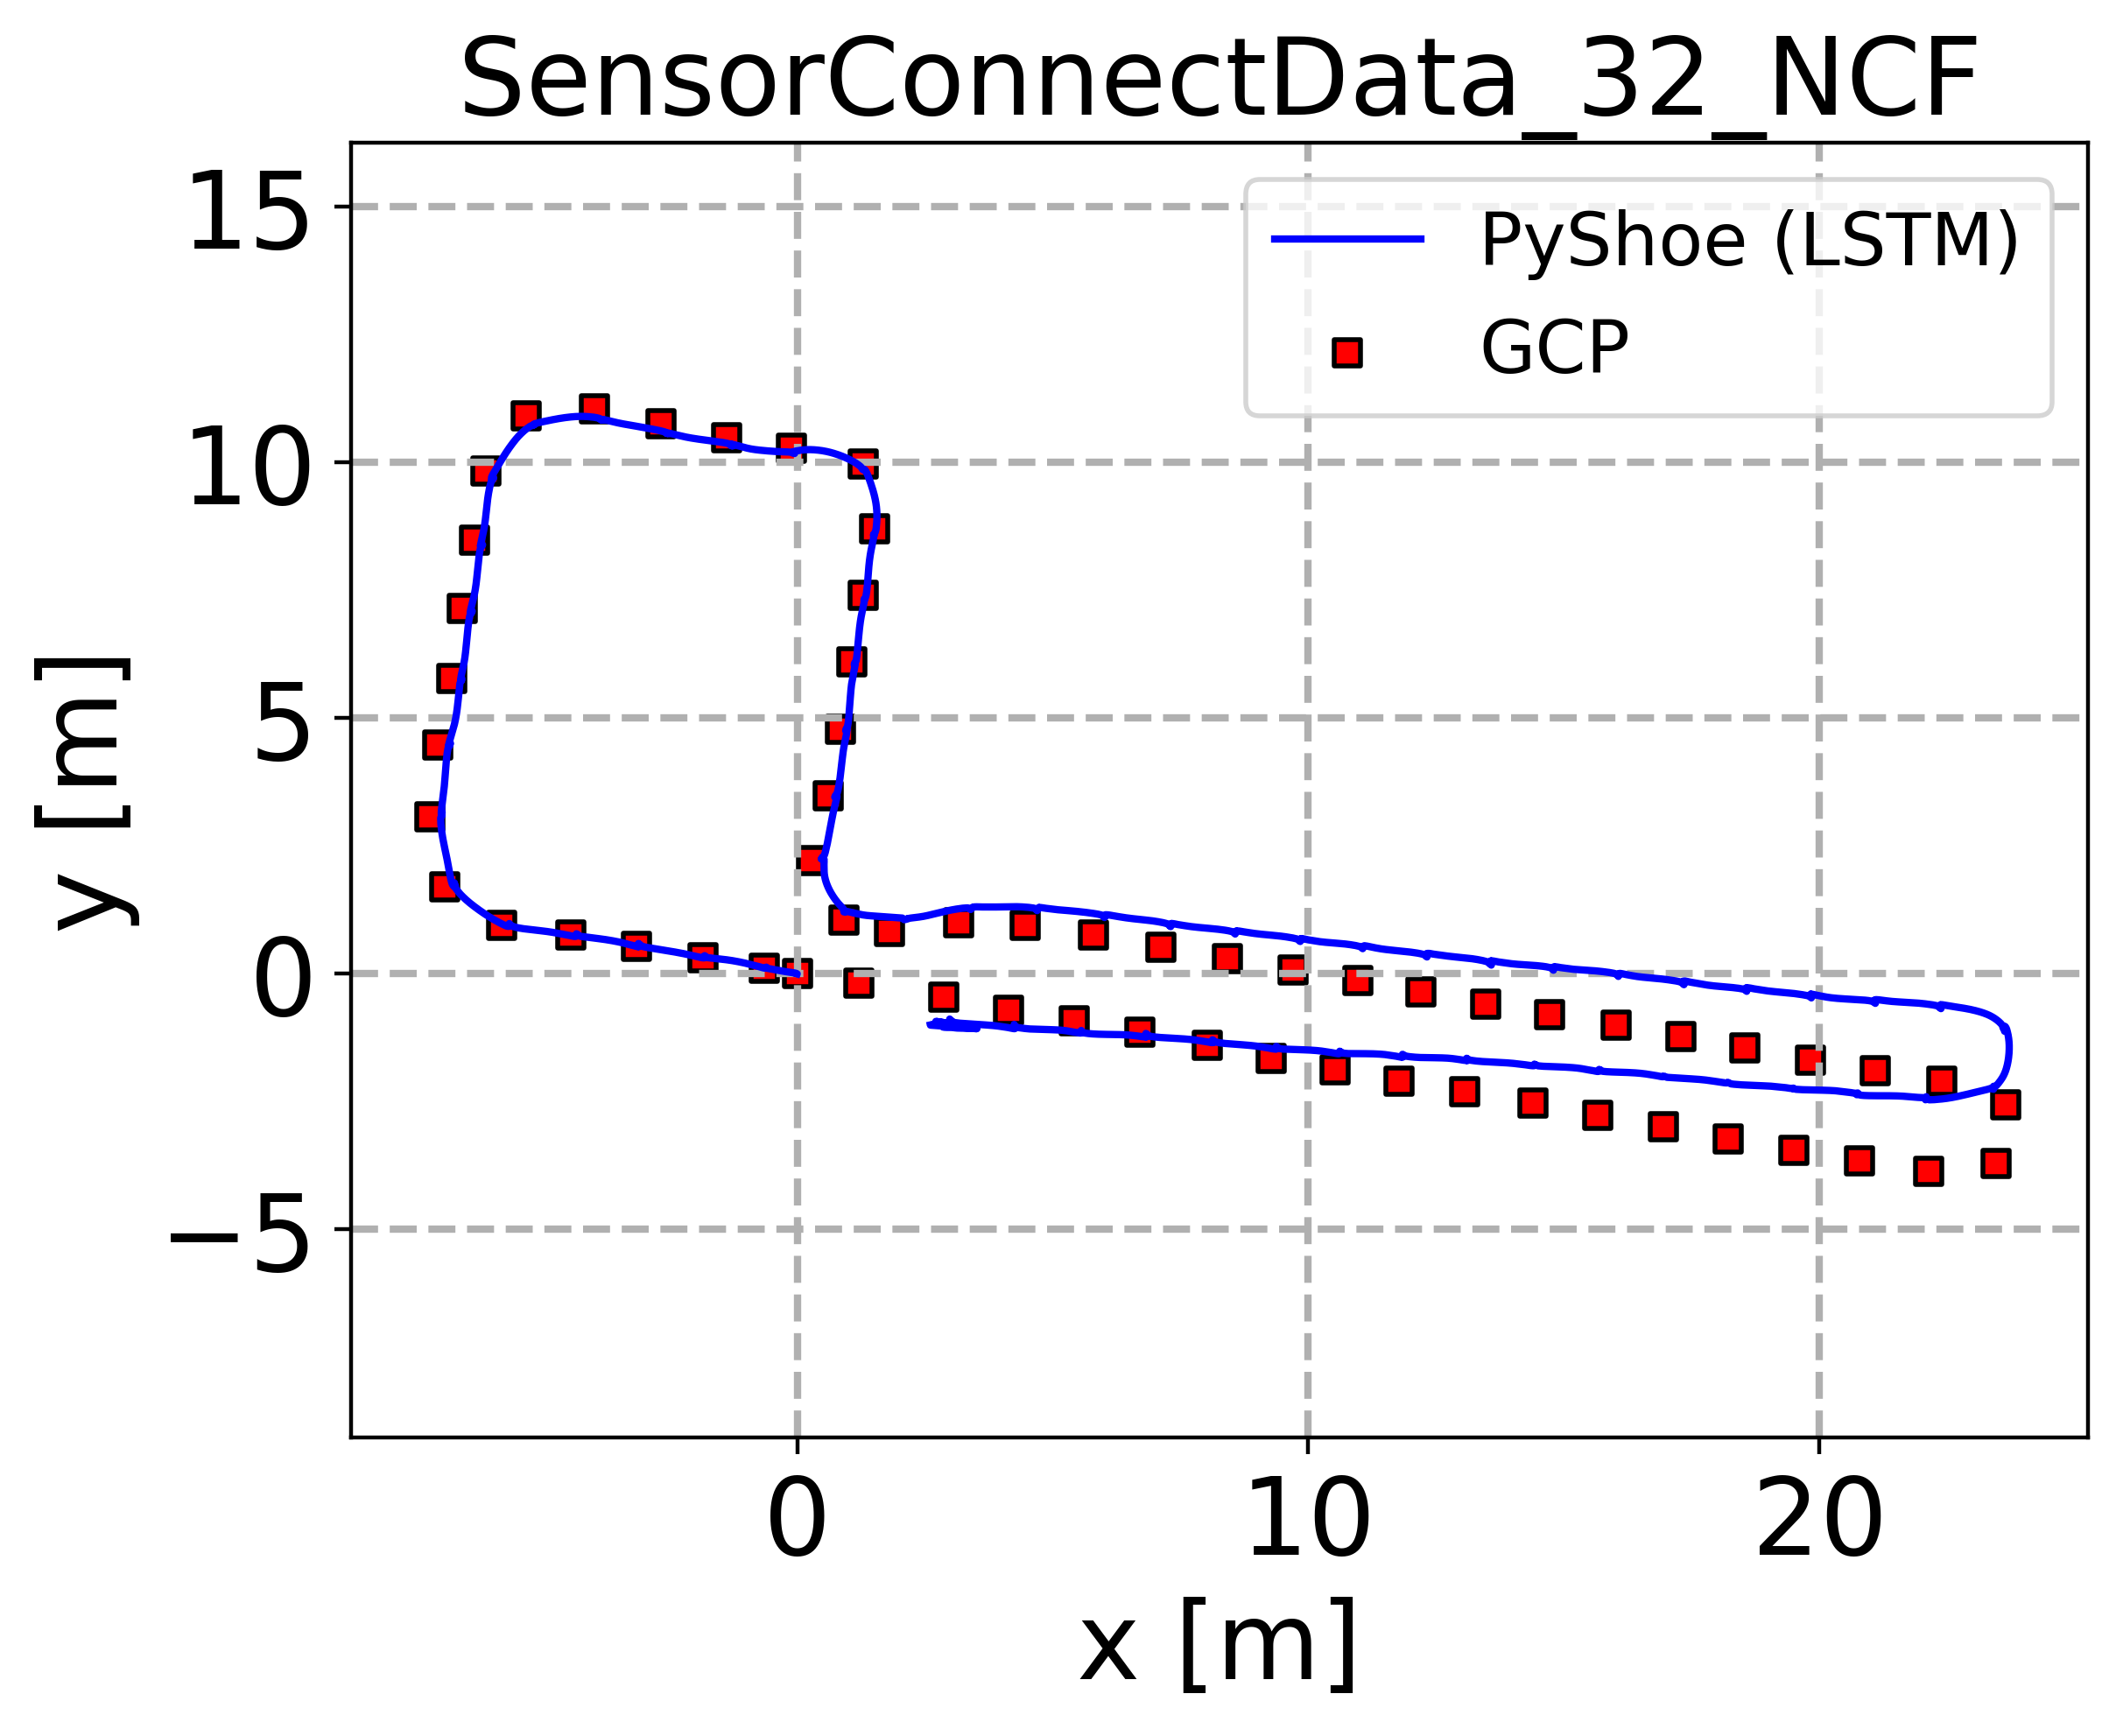 SensorConnectData_32_NCF
PyShoe (LSTM)
GCP
y [m]
15
10
5
0
−5
0 10 20
x [m]